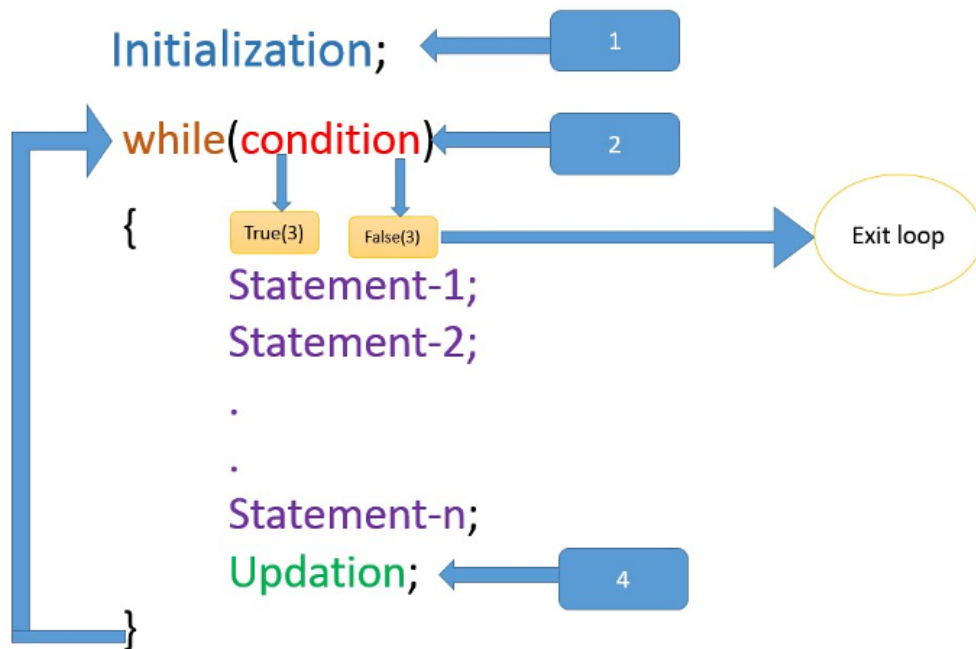 Initialization;
1
while(condition)
2
{
True(3)
False(3)
Exit loop
Statement-1;
Statement-2;
.
.
Statement-n;
Updation;
4
}